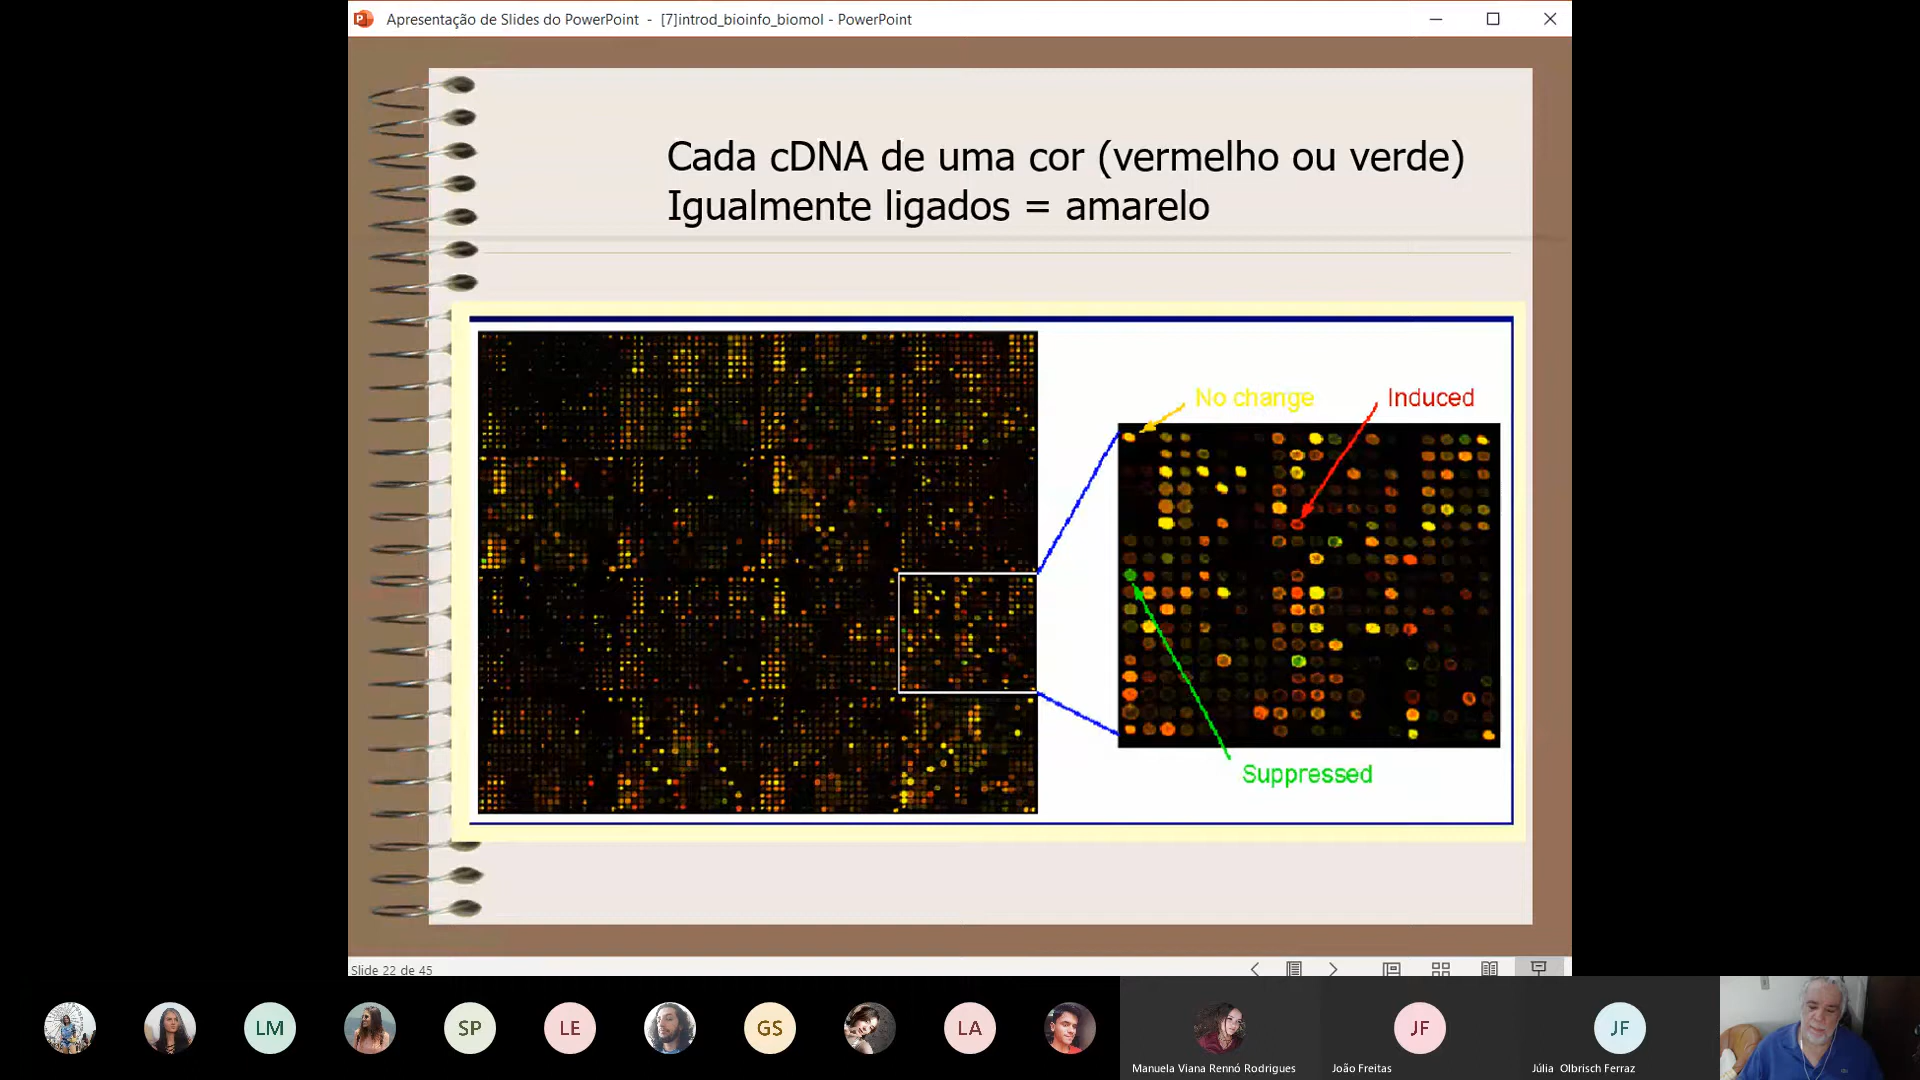 Apresentação de Slides do PowerPoint - [7]introd_bioinfo_biomol - PowerPoint
Cada cDNA de uma cor (vermelho ou verde)
Igualmente ligados = amarelo
No change
Induced
Suppressed
Slide 22 de 45
LM
SP
LE
GS
LA
JF
JF
Manuela Viana Rennó Rodrigues
João Freitas
Júlia Olbrisch Ferraz